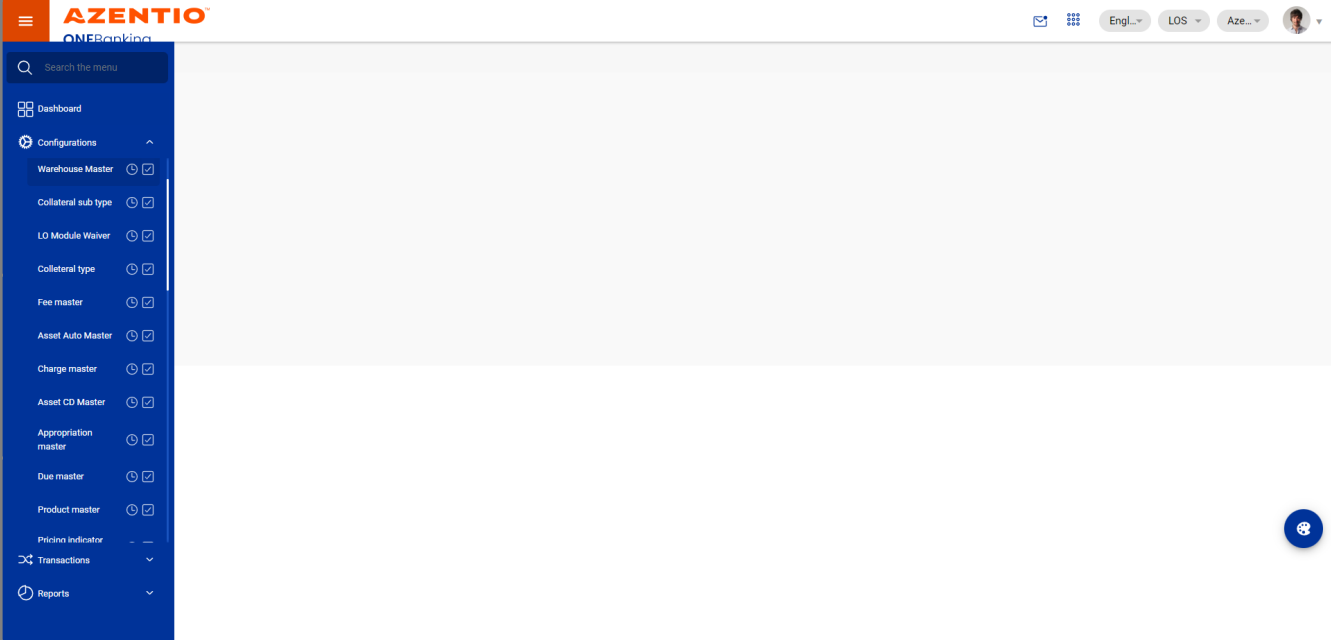 AZENTIO
ONEBanking
Engl...
LOS
Aze...
Search the menu
Dashboard
Configurations
Warehouse Master
Collateral sub type
LO Module Waiver
Colleteral type
Fee master
Asset Auto Master
Charge master
Asset CD Master
Appropriation
master
Due master
Product master
Pricing indicator
Transactions
Reports